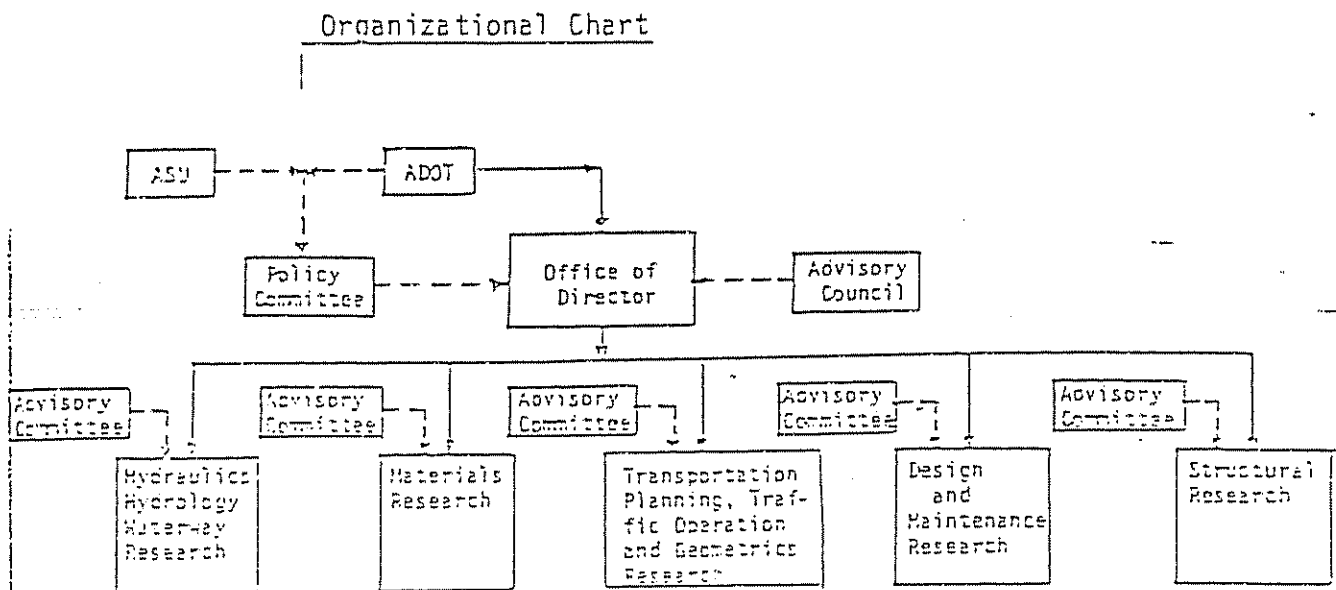 Organizational Chart
ASU
ADOT
Policy
Committee
Office of
Director
Advisory
Council
Advisory
Committee
Advisory
Committee
Advisory
Committee
Advisory
Committee
Advisory
Committee
Hydraulics
Hydrology
Waterway
Research
Materials
Research
Transportation
Planning, Traf-
fic Operation
and Geometrics
Research
Design
and
Maintenance
Research
Structural
Research